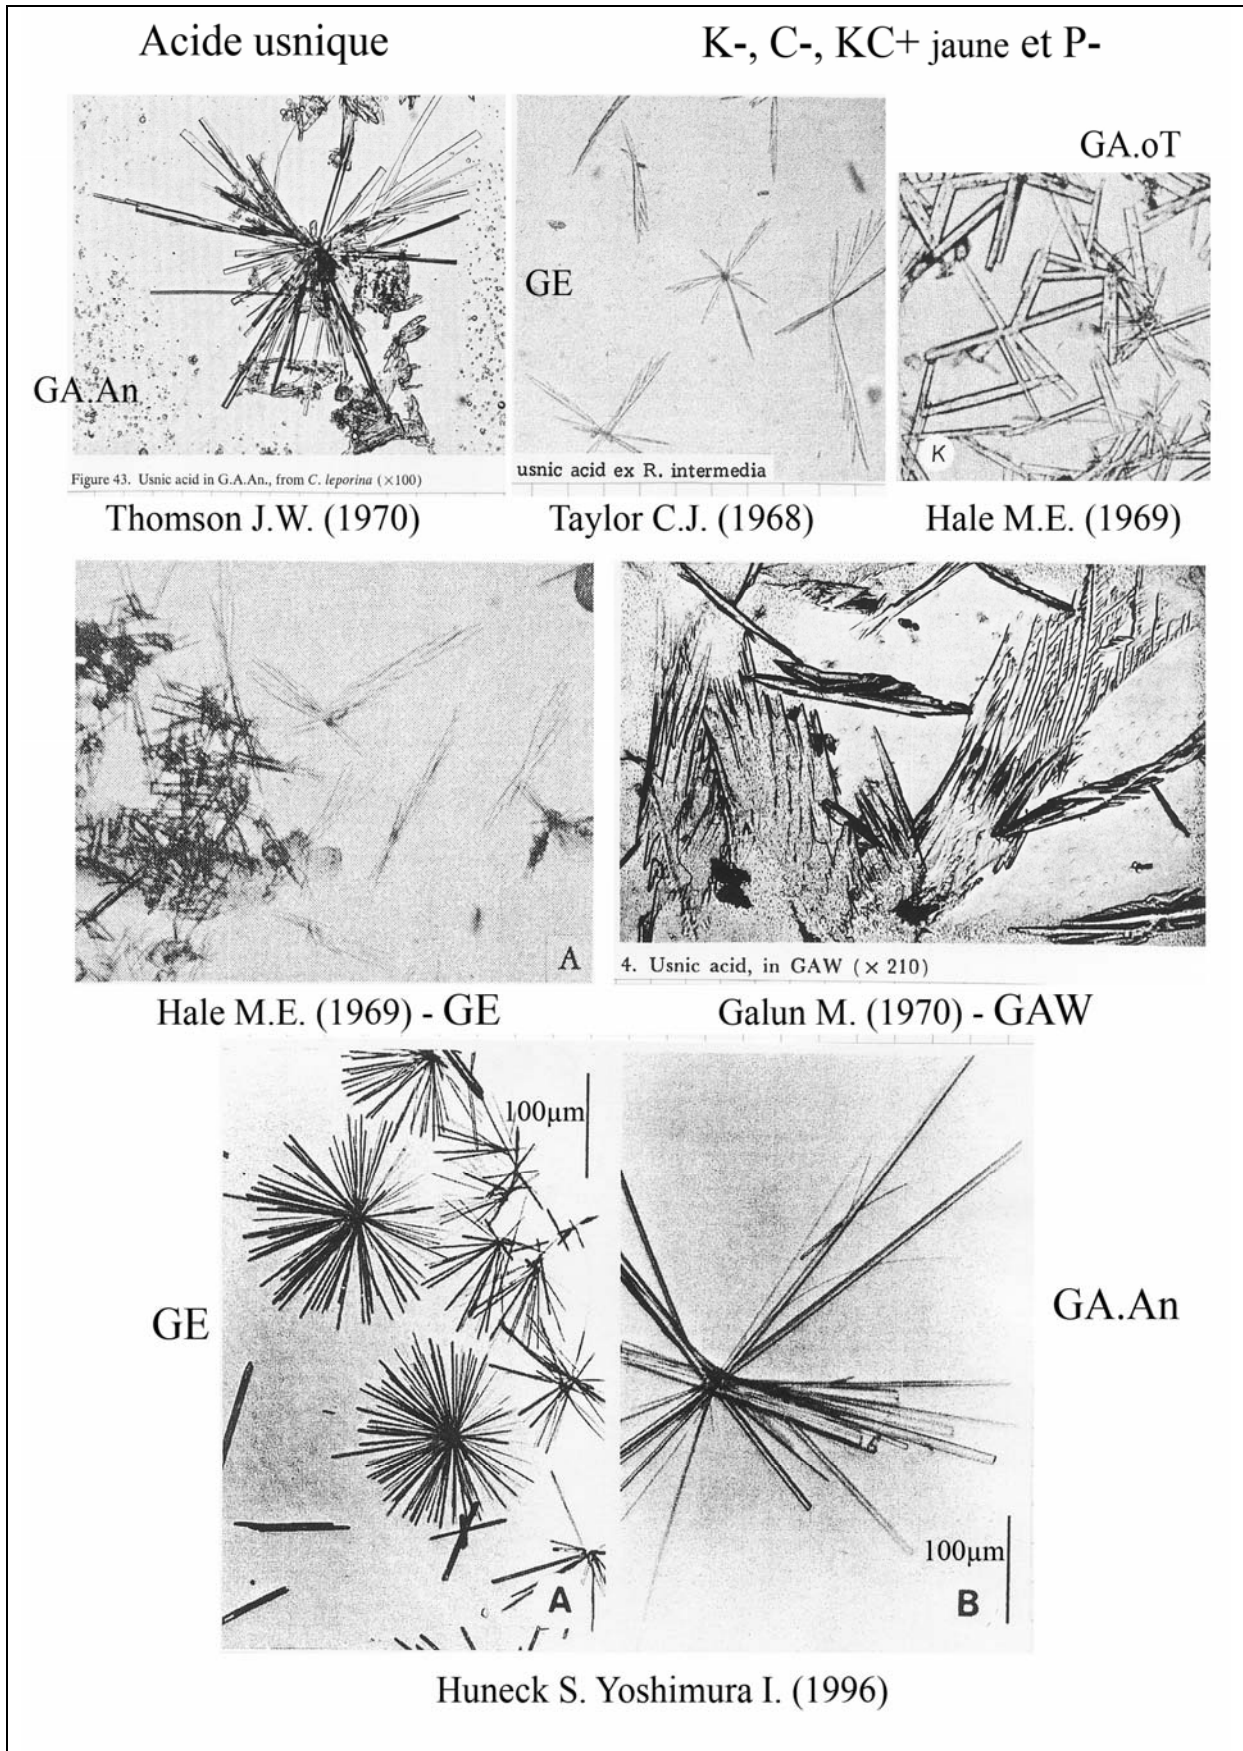 Acide usnique
K-, C-, KC+ jaune et P-
GA.An
GE
GA.oT
K
Figure 43. Usnic acid in G.A.An., from C. leporina (×100)
usnic acid ex R. intermedia
Thomson J.W. (1970)
Taylor C.J. (1968)
Hale M.E. (1969)
A
4. Usnic acid, in GAW (× 210)
Hale M.E. (1969) - GE
Galun M. (1970) - GAW
100µm
GE
GA.An
100µm
A
B
Huneck S. Yoshimura I. (1996)